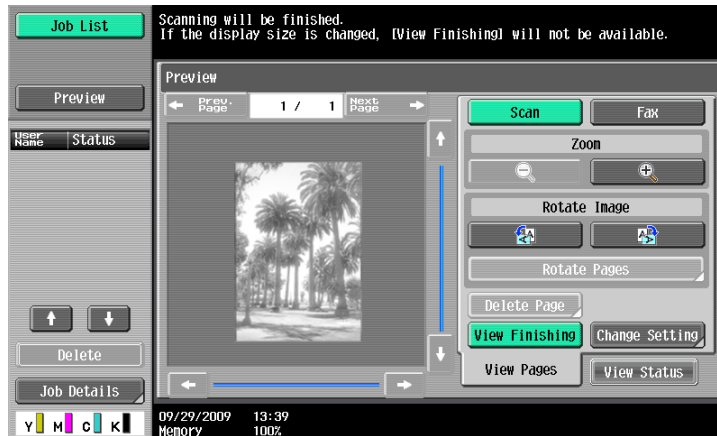 Job List
Scanning will be finished.
If the display size is changed, [View Finishing] will not be available.
Preview
Preview
Prev. Page
1 / 1
Next Page
User Name
Status
Scan
Fax
Zoom
Rotate Image
Rotate Pages
Delete Page
View Finishing
Change Setting
View Pages
View Status
Delete
Job Details
Y M C K
09/29/2009 13:39
Memory 100%